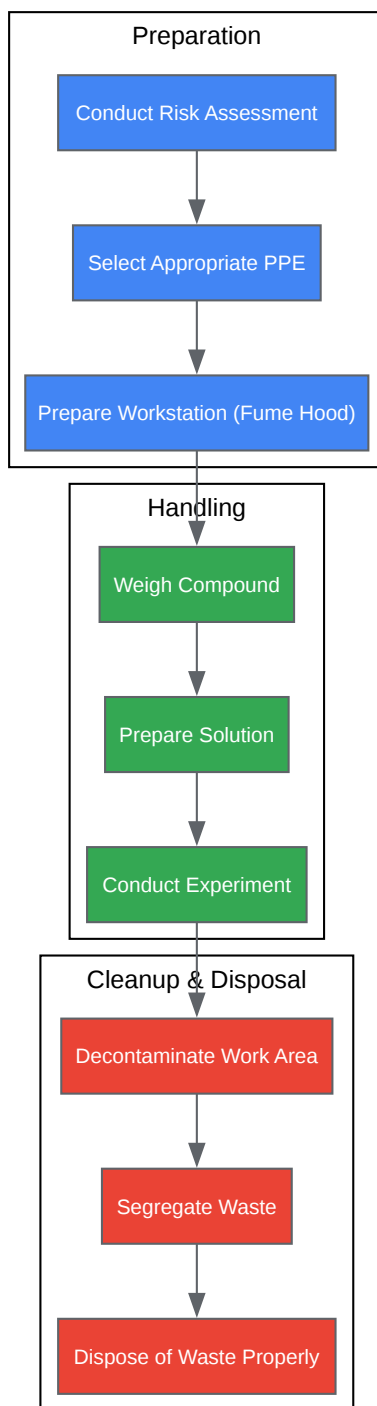 Preparation
Conduct Risk Assessment
Select Appropriate PPE
Prepare Workstation (Fume Hood)
Handling
Weigh Compound
Prepare Solution
Conduct Experiment
Cleanup & Disposal
Decontaminate Work Area
Segregate Waste
Dispose of Waste Properly